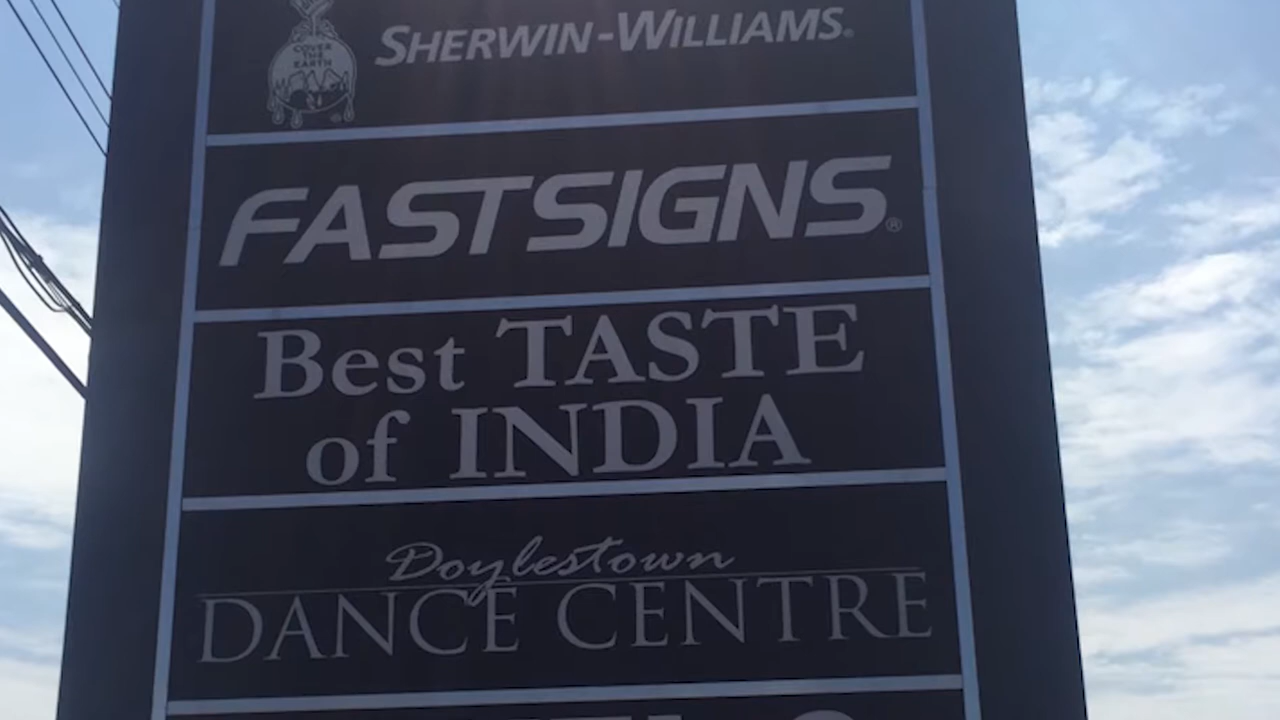 COVER
THE
EARTH
SHERWIN-WILLIAMS®
FASTSIGNS®
Best TASTE
of INDIA
Doylestown
DANCE CENTRE